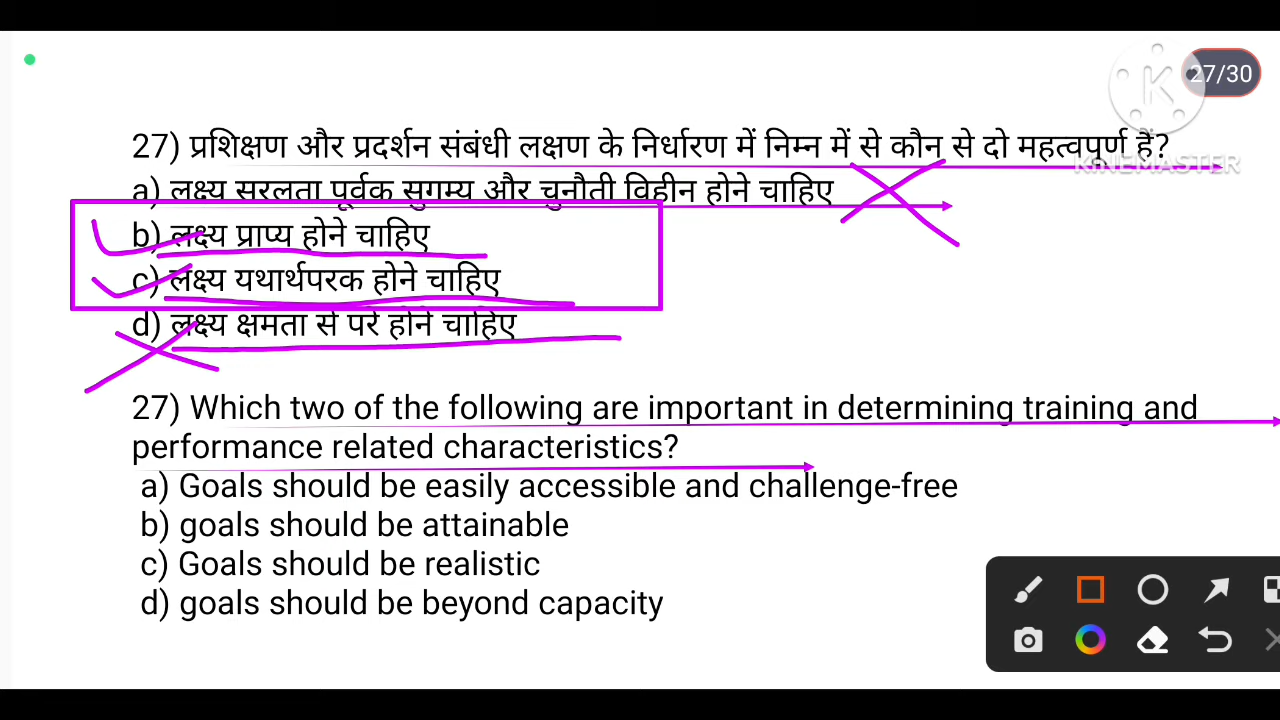 27/30
KINEMASTER
27) प्रशिक्षण और प्रदर्शन संबंधी लक्षण के निर्धारण में निम्न में से कौन से दो महत्वपूर्ण है?
a) लक्ष्य सरलता पूर्वक सुगम्य और चुनौती विहीन होने चाहिए
b) लक्ष्य प्राप्य होने चाहिए
c) लक्ष्य यथार्थपरक होने चाहिए
d) लक्ष्य क्षमता से परे होने चाहिए
27) Which two of the following are important in determining training and
performance related characteristics?
a) Goals should be easily accessible and challenge-free
b) goals should be attainable
c) Goals should be realistic
d) goals should be beyond capacity